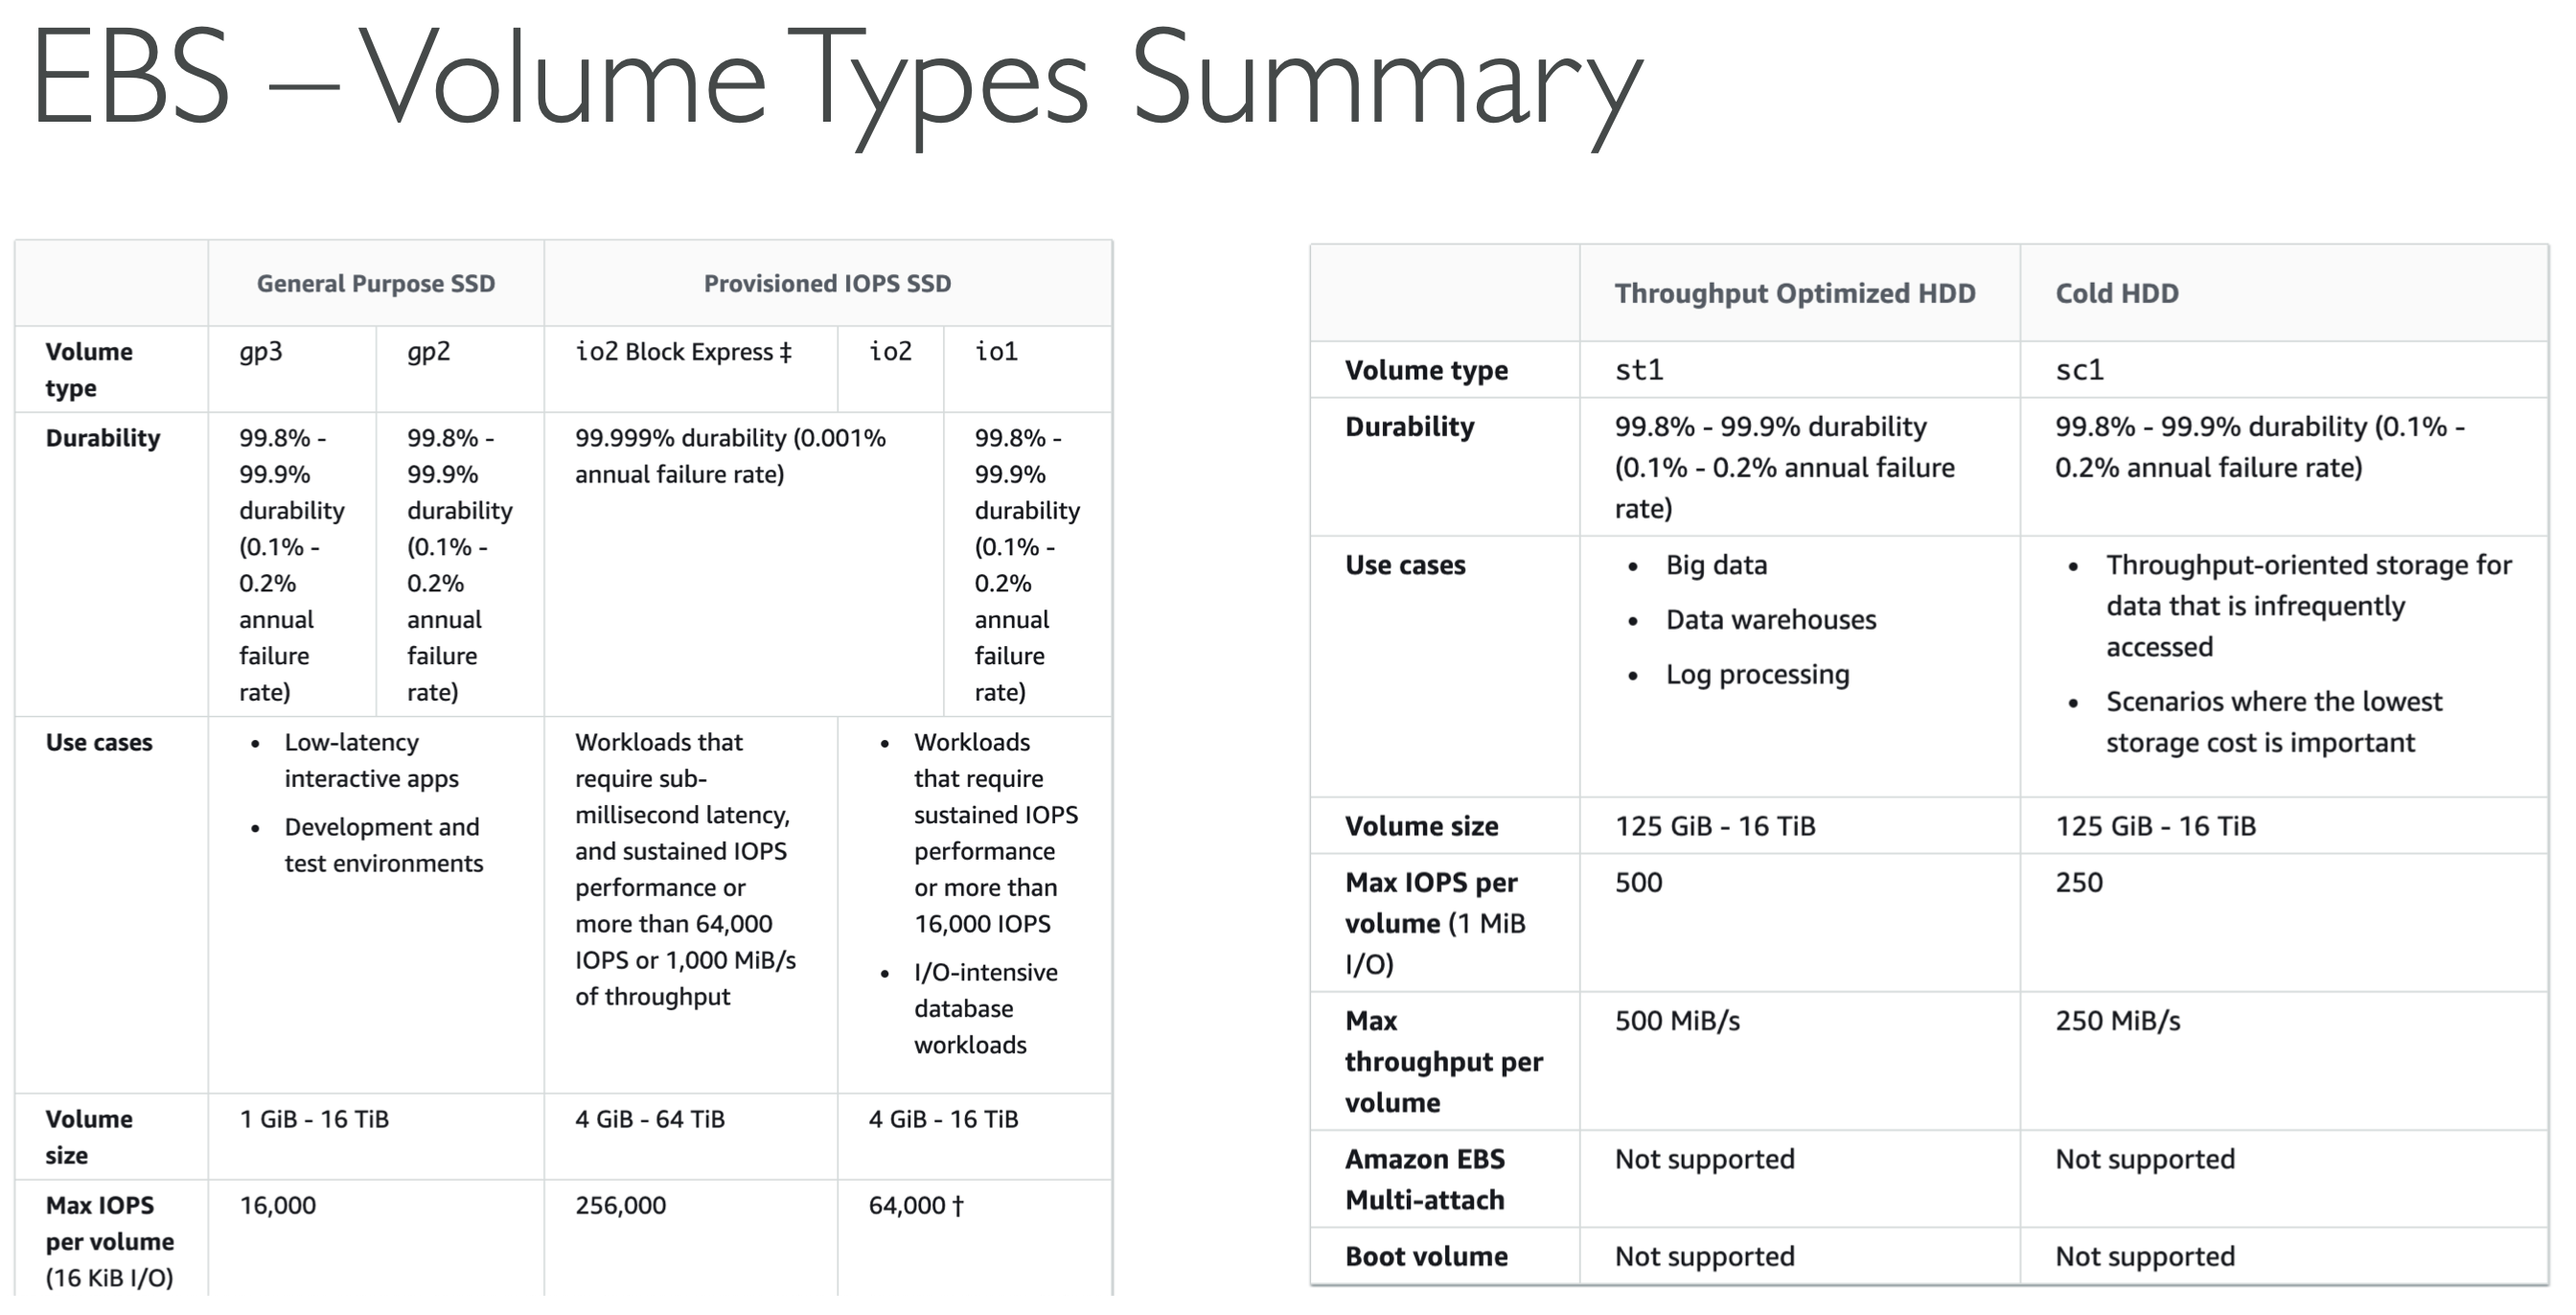 EBS – Volume Types Summary
General Purpose SSD
Provisioned IOPS SSD
Volume
type
gp3
gp2
io2 Block Express ‡
io2
io1
Durability
99.8% -
99.9%
durability
(0.1% -
0.2%
annual
failure
rate)
99.8% -
99.9%
durability
(0.1% -
0.2%
annual
failure
rate)
99.999% durability (0.001%
annual failure rate)
99.8% -
99.9%
durability
(0.1% -
0.2%
annual
failure
rate)
Use cases
• Low-latency
interactive apps
• Development and
test environments
Workloads that
require sub-
millisecond latency,
and sustained IOPS
performance or
more than 64,000
IOPS or 1,000 MiB/s
of throughput
• Workloads
that require
sustained IOPS
performance
or more than
16,000 IOPS
• I/O-intensive
database
workloads
Volume
size
1 GiB - 16 TiB
4 GiB - 64 TiB
4 GiB - 16 TiB
Max IOPS
per volume
(16 KiB I/O)
16,000
256,000
64,000 †
Throughput Optimized HDD
Cold HDD
Volume type
st1
sc1
Durability
99.8% - 99.9% durability
(0.1% - 0.2% annual failure
rate)
99.8% - 99.9% durability (0.1% -
0.2% annual failure rate)
Use cases
• Big data
• Data warehouses
• Log processing
• Throughput-oriented storage for
data that is infrequently
accessed
• Scenarios where the lowest
storage cost is important
Volume size
125 GiB - 16 TiB
125 GiB - 16 TiB
Max IOPS per
volume (1 MiB
I/O)
500
250
Max
throughput per
volume
500 MiB/s
250 MiB/s
Amazon EBS
Multi-attach
Not supported
Not supported
Boot volume
Not supported
Not supported